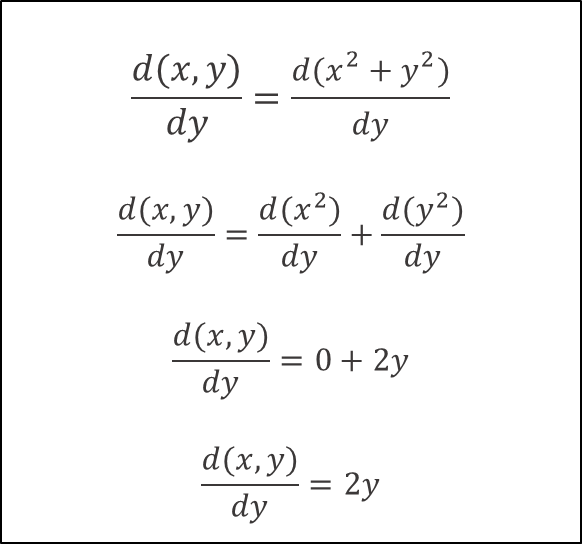 d(x, y)/dy = d(x² + y²)/dy
d(x, y)/dy = d(x²)/dy + d(y²)/dy
d(x, y)/dy = 0 + 2y
d(x, y)/dy = 2y